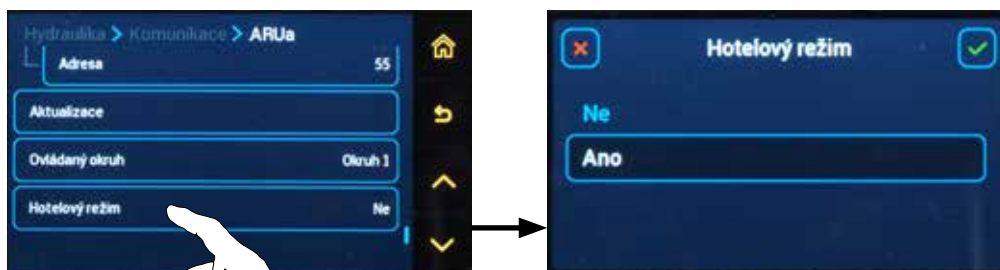 Hydraulika > Komunikace > ARUa
Adresa 55
Aktualizace
Ovládaný okruh Okruh 1
Hotelový režim Ne
Hotelový režim
Ne
Ano